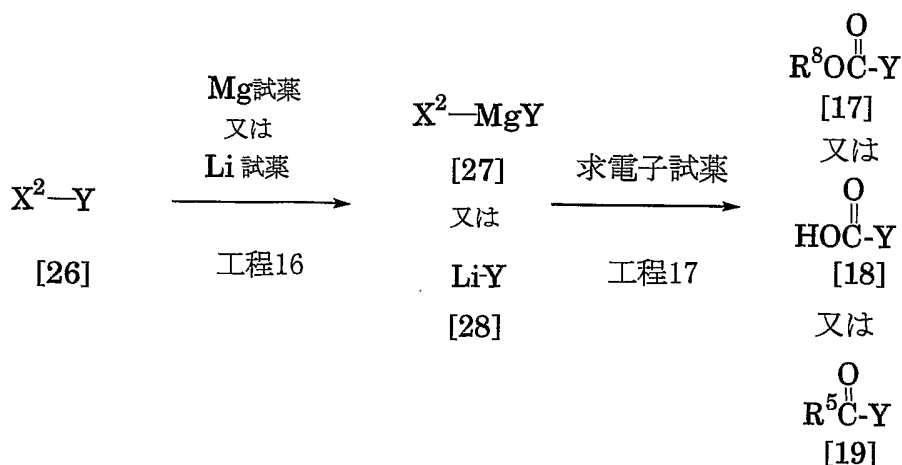 X²—Y
[26]
Mg試薬
又は
Li 試薬
工程16
X²—MgY
[27]
又は
Li-Y
[28]
求電子試薬
工程17
O
R⁸OC-Y
[17]
又は
O
HOC-Y
[18]
又は
O
R⁵C-Y
[19]